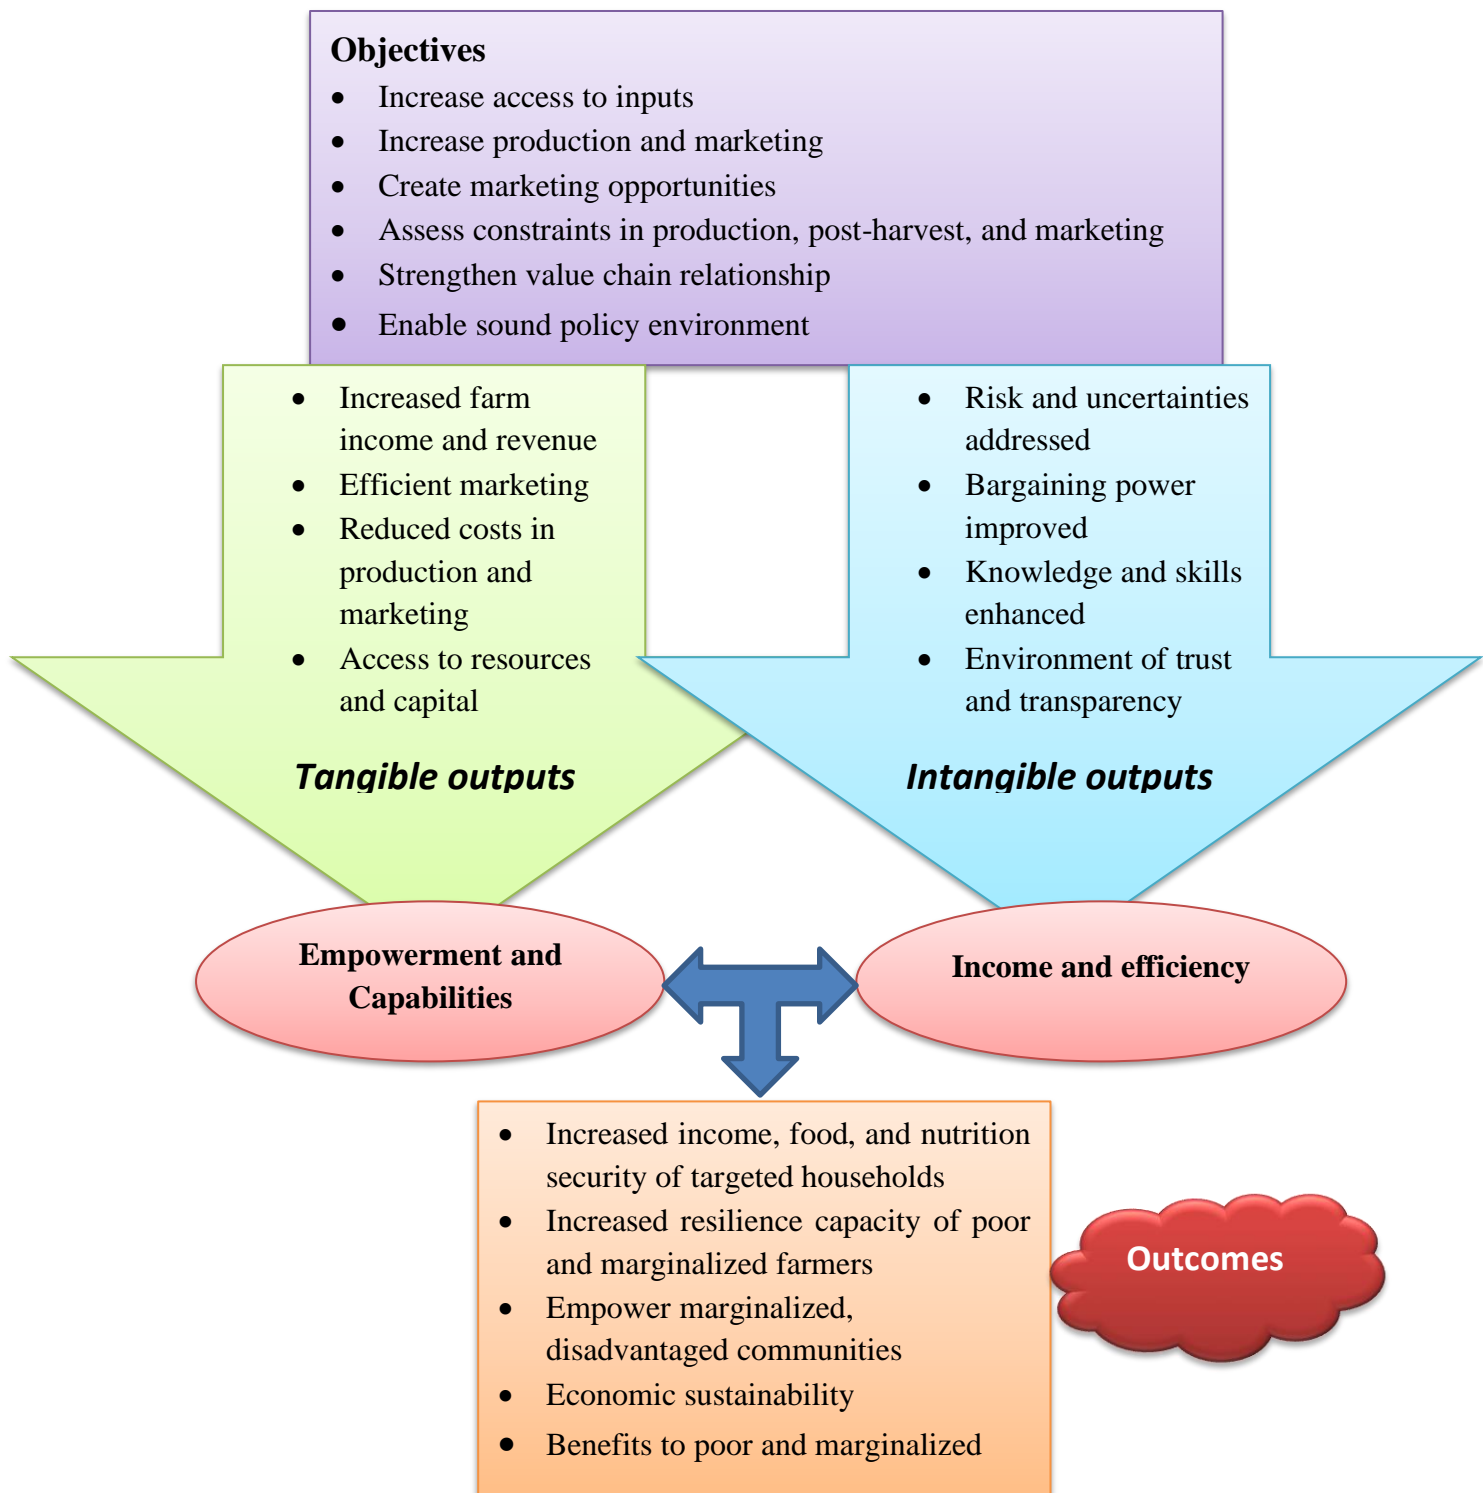 Objectives
• Increase access to inputs
• Increase production and marketing
• Create marketing opportunities
• Assess constraints in production, post-harvest, and marketing
• Strengthen value chain relationship
• Enable sound policy environment
• Increased farm
income and revenue
• Efficient marketing
• Reduced costs in
production and
marketing
• Access to resources
and capital
Tangible outputs
• Risk and uncertainties
addressed
• Bargaining power
improved
• Knowledge and skills
enhanced
• Environment of trust
and transparency
Intangible outputs
Empowerment and
Capabilities
Income and efficiency
• Increased income, food, and nutrition
security of targeted households
• Increased resilience capacity of poor
and marginalized farmers
• Empower marginalized,
disadvantaged communities
• Economic sustainability
• Benefits to poor and marginalized
Outcomes